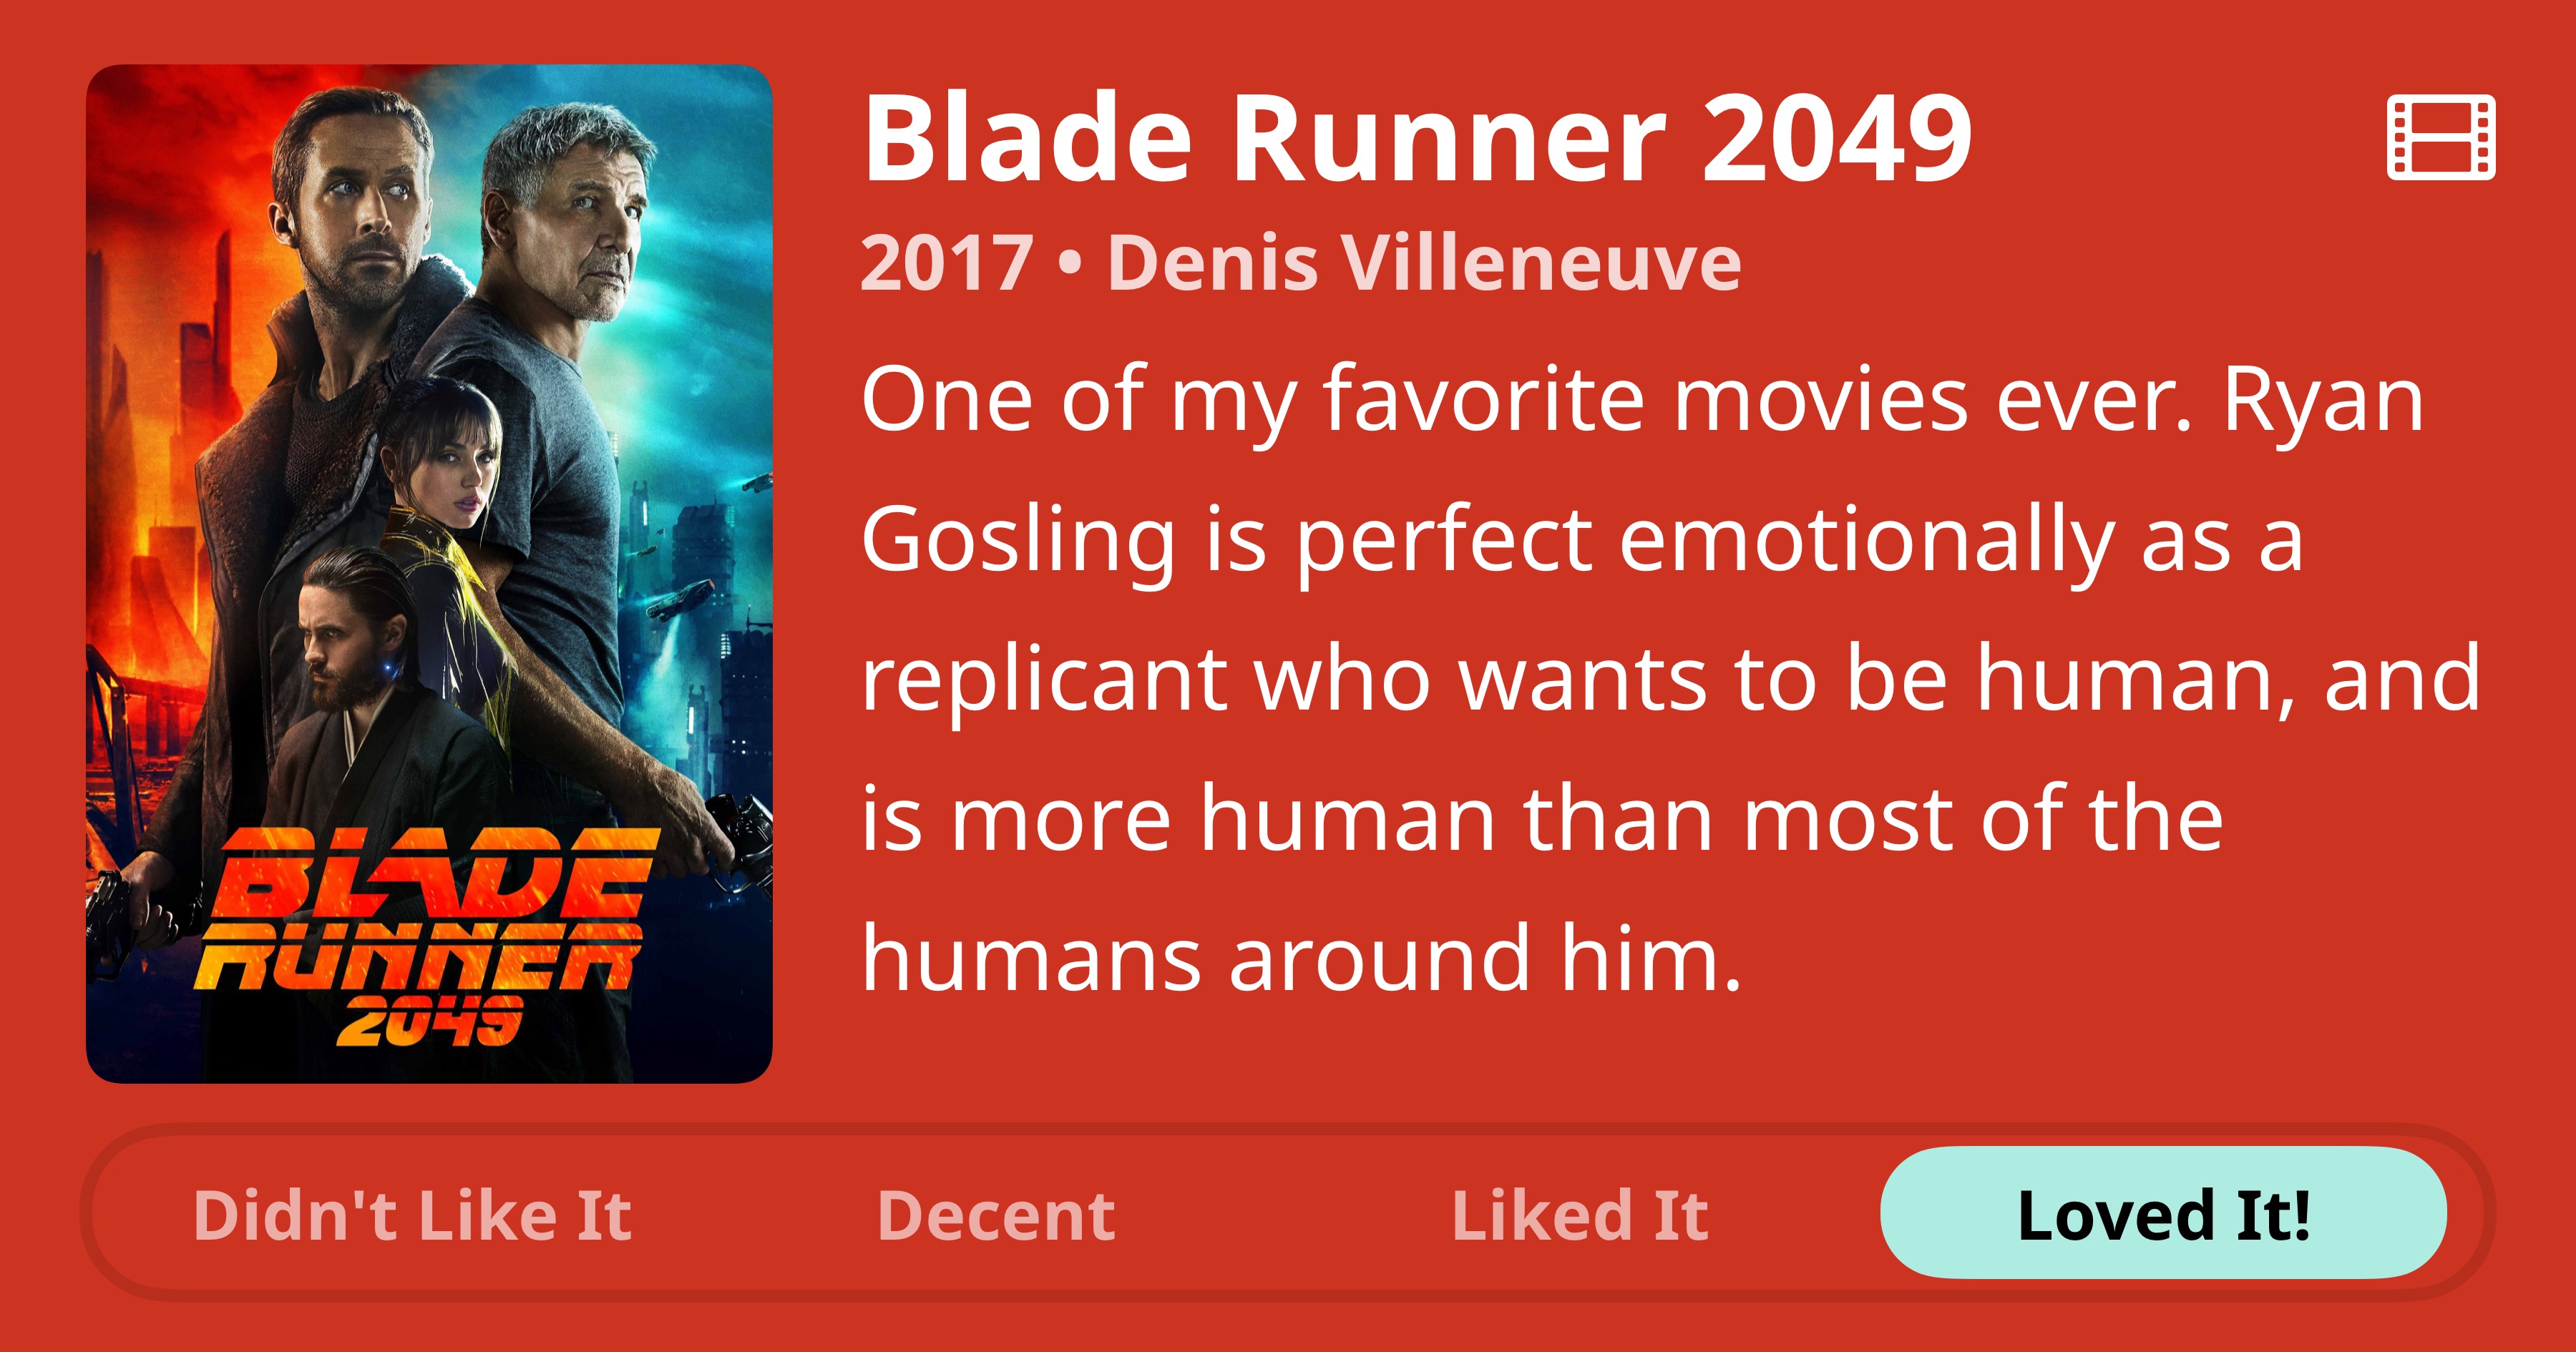 Blade Runner 2049
2017 • Denis Villeneuve
One of my favorite movies ever. Ryan
Gosling is perfect emotionally as a
replicant who wants to be human, and
is more human than most of the
humans around him.
BLADE
RUNNER
2049
Didn't Like It
Decent
Liked It
Loved It!